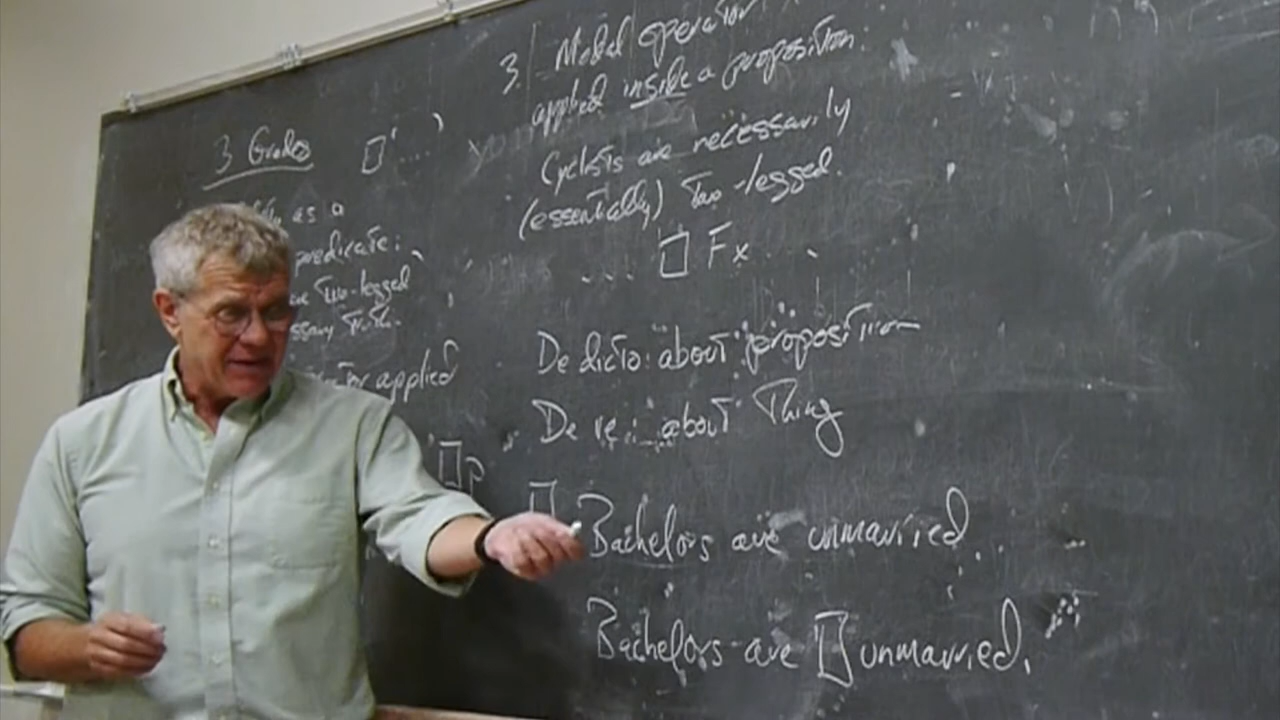 3 Grades □'....')
as a
predicate:
Two-legged
applied
□p
3. Modal operator
applied inside a proposition:
Cyclists are necessarily
(essentially) Two-legged.
... □ Fx ..
De dicto: about proposition
De re: about Thing
□ Bachelors are unmarried.
Bachelors are □ unmarried.